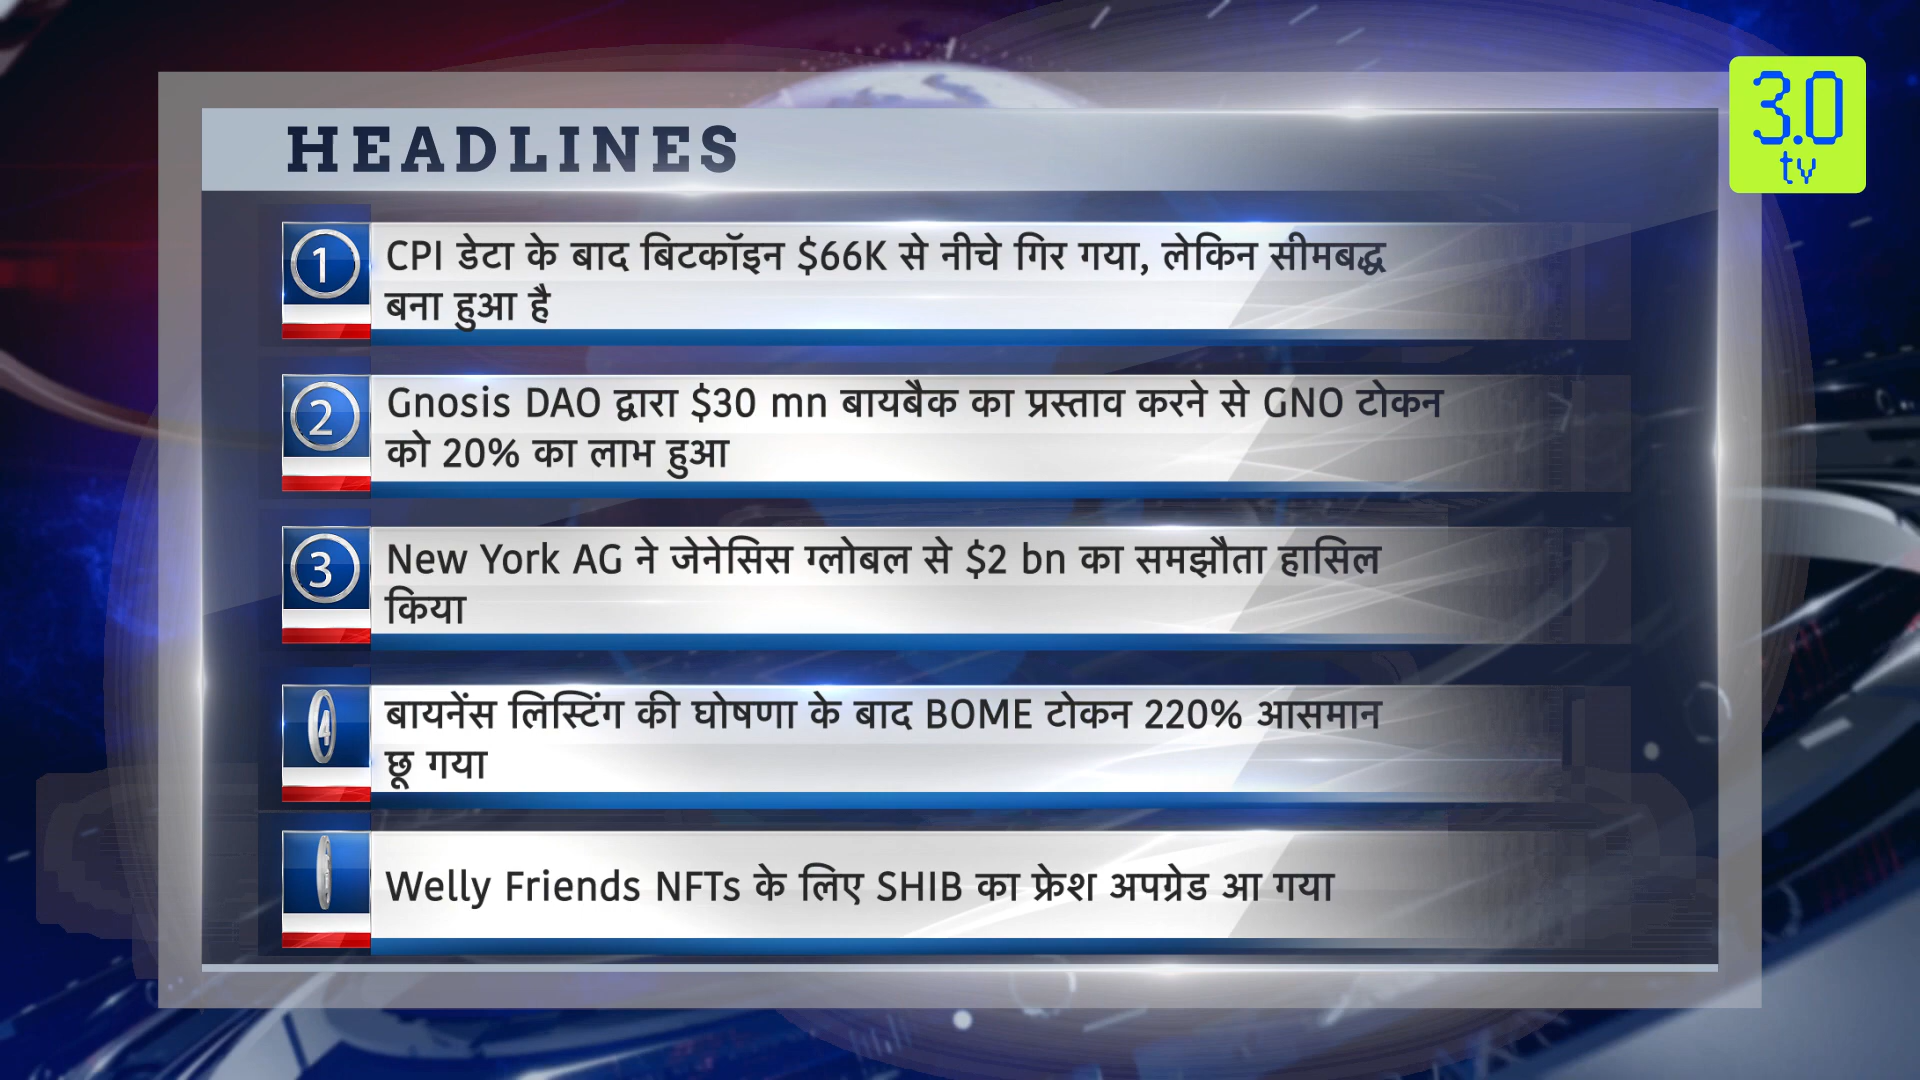 3.0
tv
HEADLINES
1
CPI डेटा के बाद बिटकॉइन $66K से नीचे गिर गया, लेकिन सीमबद्ध
बना हुआ है
2
Gnosis DAO द्वारा $30 mn बायबैक का प्रस्ताव करने से GNO टोकन
को 20% का लाभ हुआ
3
New York AG ने जेनेसिस ग्लोबल से $2 bn का समझौता हासिल
किया
4
बायनेंस लिस्टिंग की घोषणा के बाद BOME टोकन 220% आसमान
छू गया
Welly Friends NFTs के लिए SHIB का फ्रेश अपग्रेड आ गया